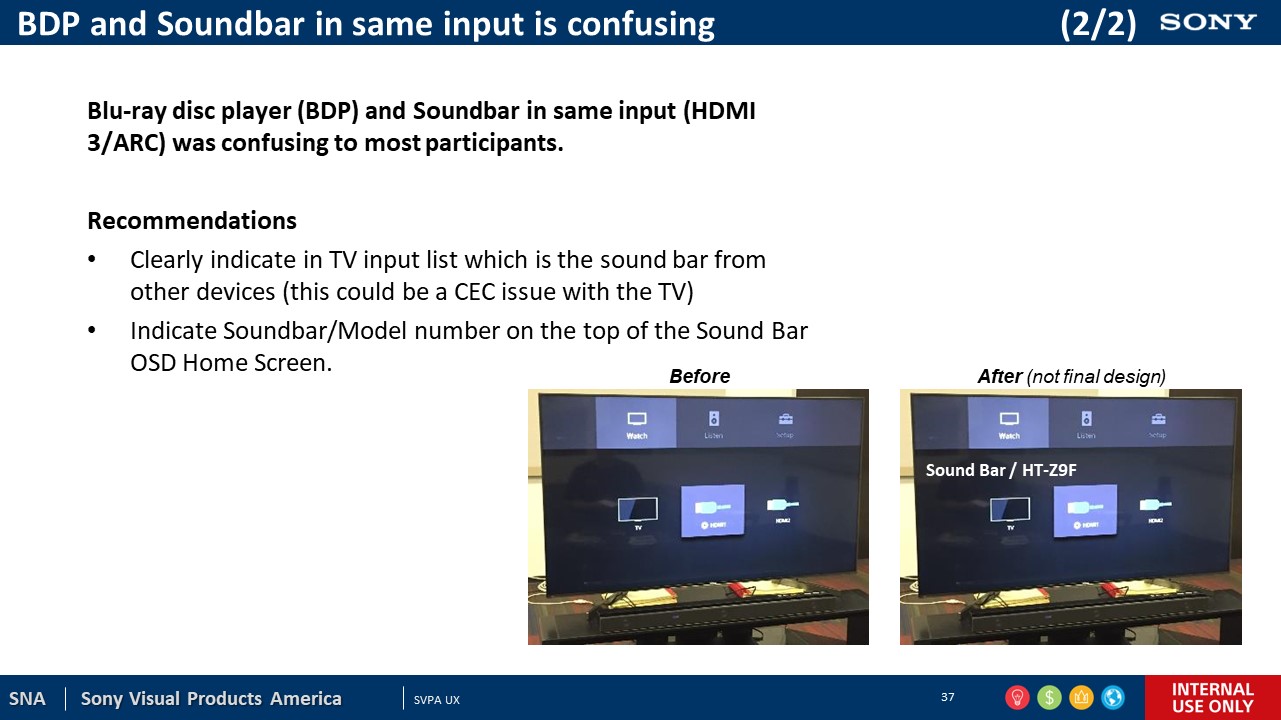 BDP and Soundbar in same input is confusing (2/2) SONY
Blu-ray disc player (BDP) and Soundbar in same input (HDMI
3/ARC) was confusing to most participants.
Recommendations
• Clearly indicate in TV input list which is the sound bar from
other devices (this could be a CEC issue with the TV)
• Indicate Soundbar/Model number on the top of the Sound Bar
OSD Home Screen.
Before
Watch Listen Setup
TV HDMI1 HDMI2
After (not final design)
Watch Listen Setup
Sound Bar / HT-Z9F
TV HDMI1 HDMI2
SNA Sony Visual Products America SVPA UX 37
INTERNAL
USE ONLY